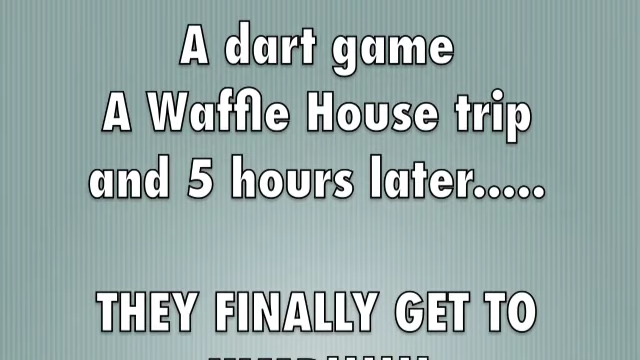 A dart game
A Waffle House trip
and 5 hours later.....
THEY FINALLY GET TO